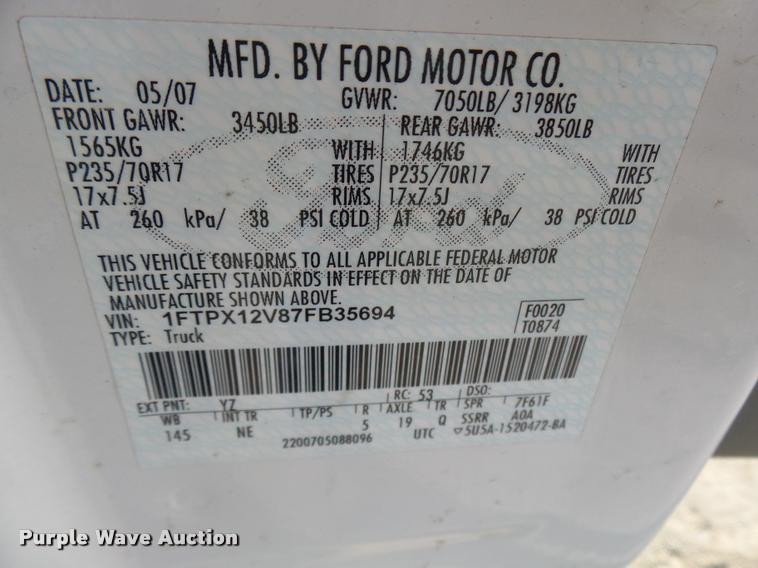 MFD. BY FORD MOTOR CO.
DATE: 05/07 GVWR: 7050LB/ 3198KG
FRONT GAWR: 3450LB REAR GAWR: 3850LB
1565KG WITH 1746KG WITH
P235/70R17 TIRES P235/70R17 TIRES
17x7.5J RIMS 17x7.5J RIMS
AT 260 kPa/ 38 PSI COLD AT 260 kPa/ 38 PSI COLD
Ford
THIS VEHICLE CONFORMS TO ALL APPLICABLE FEDERAL MOTOR
VEHICLE SAFETY STANDARDS IN EFFECT ON THE DATE OF
MANUFACTURE SHOWN ABOVE.
VIN: 1FTPX12V87FB35694 F0020
TYPE: Truck T0874
EXT PNT: YZ RC: 53 DSO:
WB INT TR TP/PS R AXLE TR SPR 7F61F
145 NE 5 19 Q SSRR A0A
2200705088096 UTC ▽5U5A-1520472-BA
Purple Wave Auction